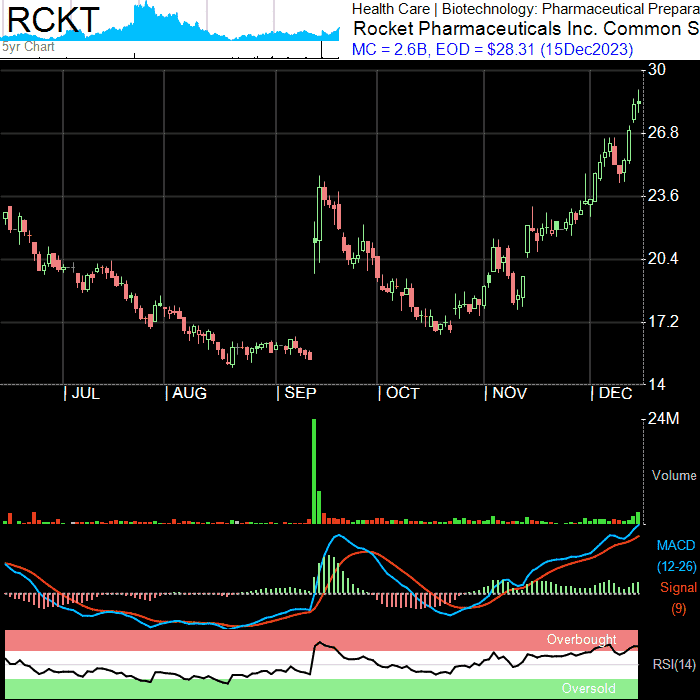 RCKT
5yr Chart
Health Care | Biotechnology: Pharmaceutical Prepara
Rocket Pharmaceuticals Inc. Common S
MC = 2.6B, EOD = $28.31 (15Dec2023)
30
26.8
23.6
20.4
17.2
14
| JUL | AUG | SEP | OCT | NOV | DEC
24M
Volume
MACD
(12-26)
Signal
(9)
Overbought
RSI(14)
Oversold